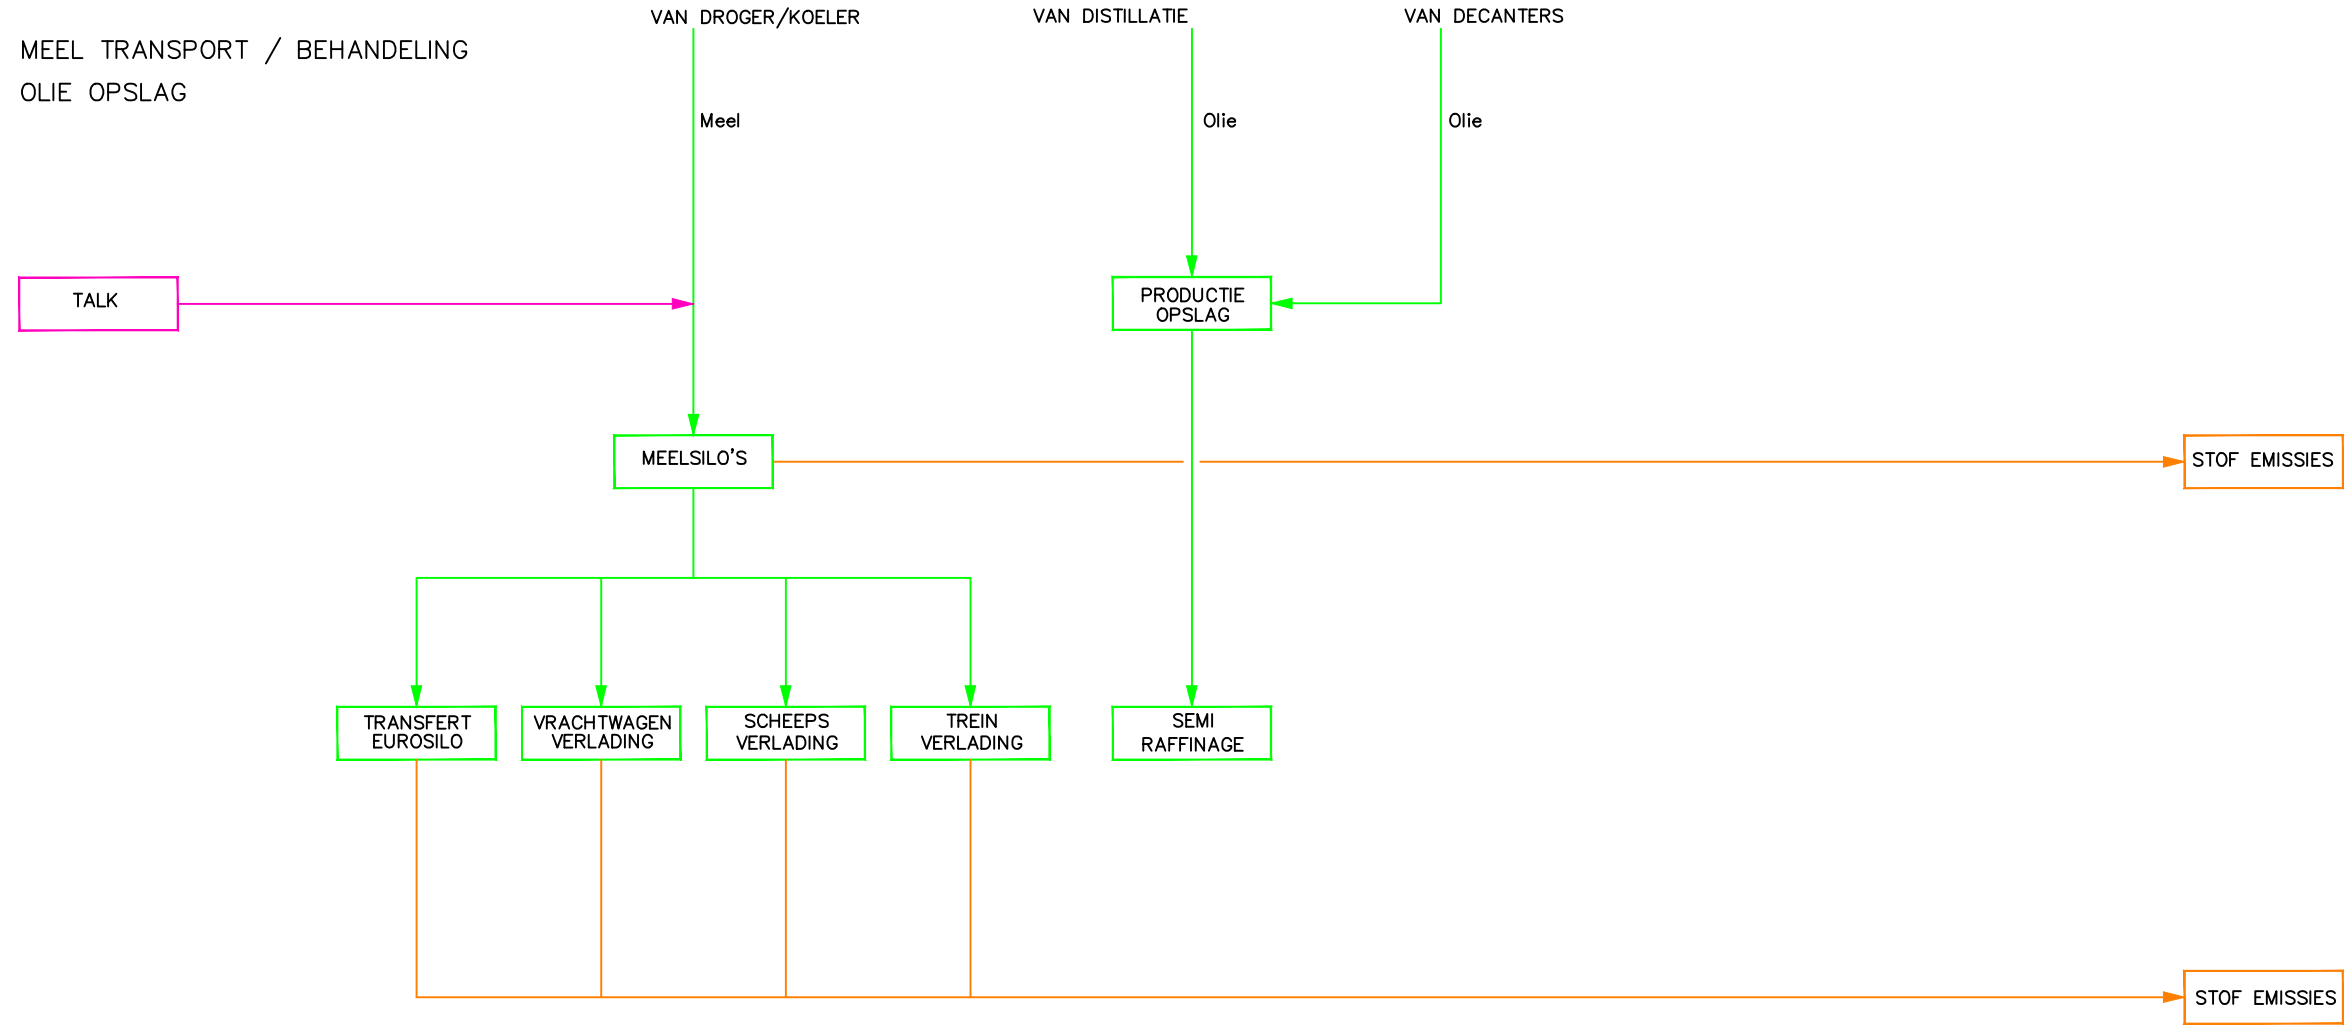 VAN DROGER/KOELER
VAN DISTILLATIE
VAN DECANTERS
MEEL TRANSPORT / BEHANDELING
OLIE OPSLAG
Meel
Olie
Olie
TALK
PRODUCTIE
OPSLAG
MEELSILO'S
STOF EMISSIES
TRANSFERT
EUROSILO
VRACHTWAGEN
VERLADING
SCHEEPS
VERLADING
TREIN
VERLADING
SEMI
RAFFINAGE
STOF EMISSIES